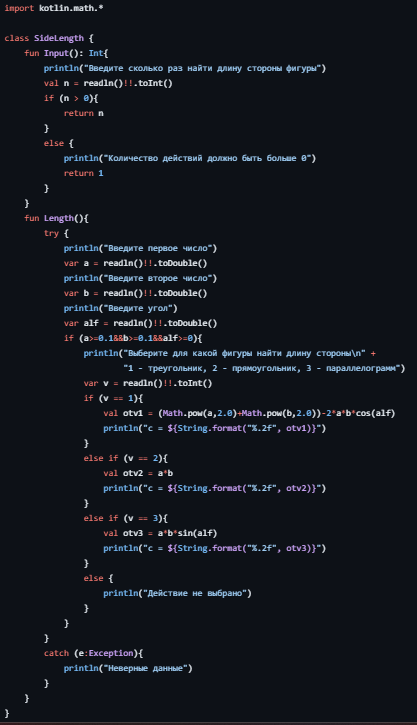 import kotlin.math.*

class SideLength {
    fun Input(): Int{
        println("Введите сколько раз найти длину стороны фигуры")
        val n = readln()!!.toInt()
        if (n > 0){
            return n
        }
        else {
            println("Количество действий должно быть больше 0")
            return 1
        }
    }
    fun Length(){
        try {
            println("Введите первое число")
            var a = readln()!!.toDouble()
            println("Введите второе число")
            var b = readln()!!.toDouble()
            println("Введите угол")
            var alf = readln()!!.toDouble()
            if (a>=0.1&&b>=0.1&&alf>=0){
                println("Выберите для какой фигуры найти длину стороны\n" +
                        "1 - треугольник, 2 - прямоугольник, 3 - параллелограмм")
                var v = readln()!!.toInt()
                if (v == 1){
                    val otv1 = (Math.pow(a,2.0)+Math.pow(b,2.0))-2*a*b*cos(alf)
                    println("c = ${String.format("%.2f", otv1)}")
                }
                else if (v == 2){
                    val otv2 = a*b
                    println("c = ${String.format("%.2f", otv2)}")
                }
                else if (v == 3){
                    val otv3 = a*b*sin(alf)
                    println("c = ${String.format("%.2f", otv3)}")
                }
                else {
                    println("Действие не выбрано")
                }
            }
        }
        catch (e:Exception){
            println("Неверные данные")
        }
    }
}